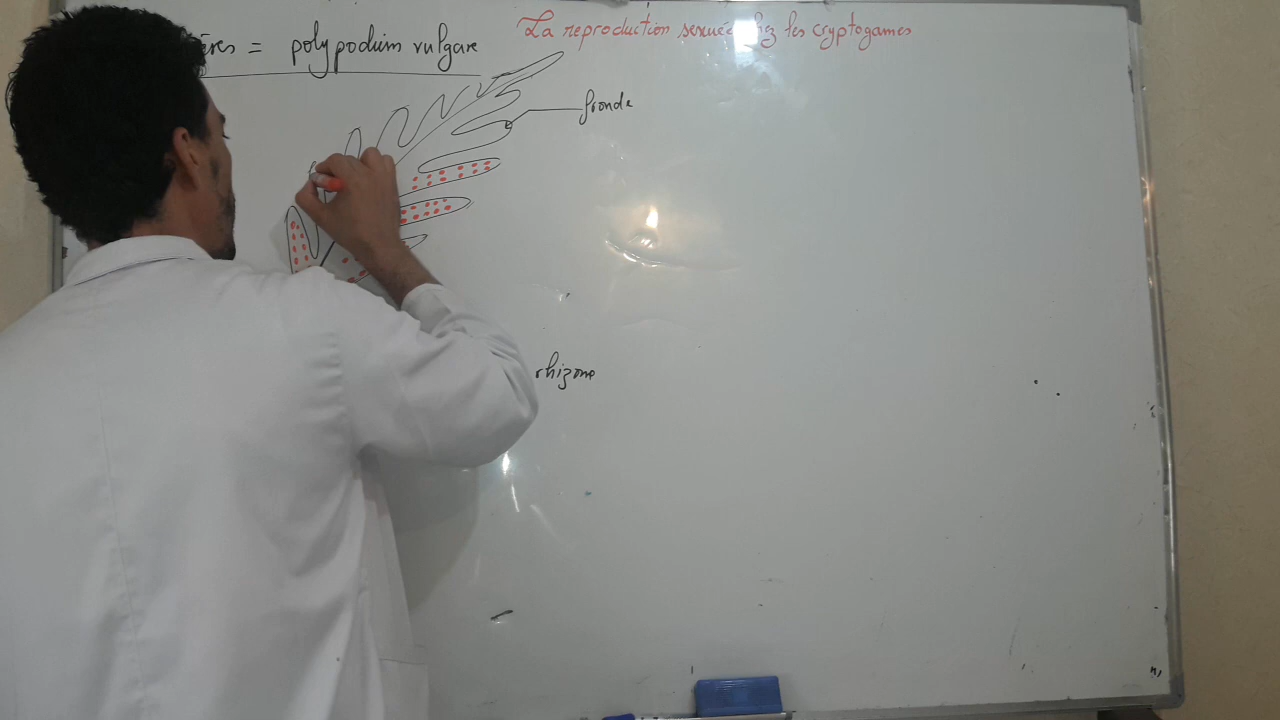 La reproduction sexuée chez les cryptogames
ères = polypodium vulgare
fronde
rhizome